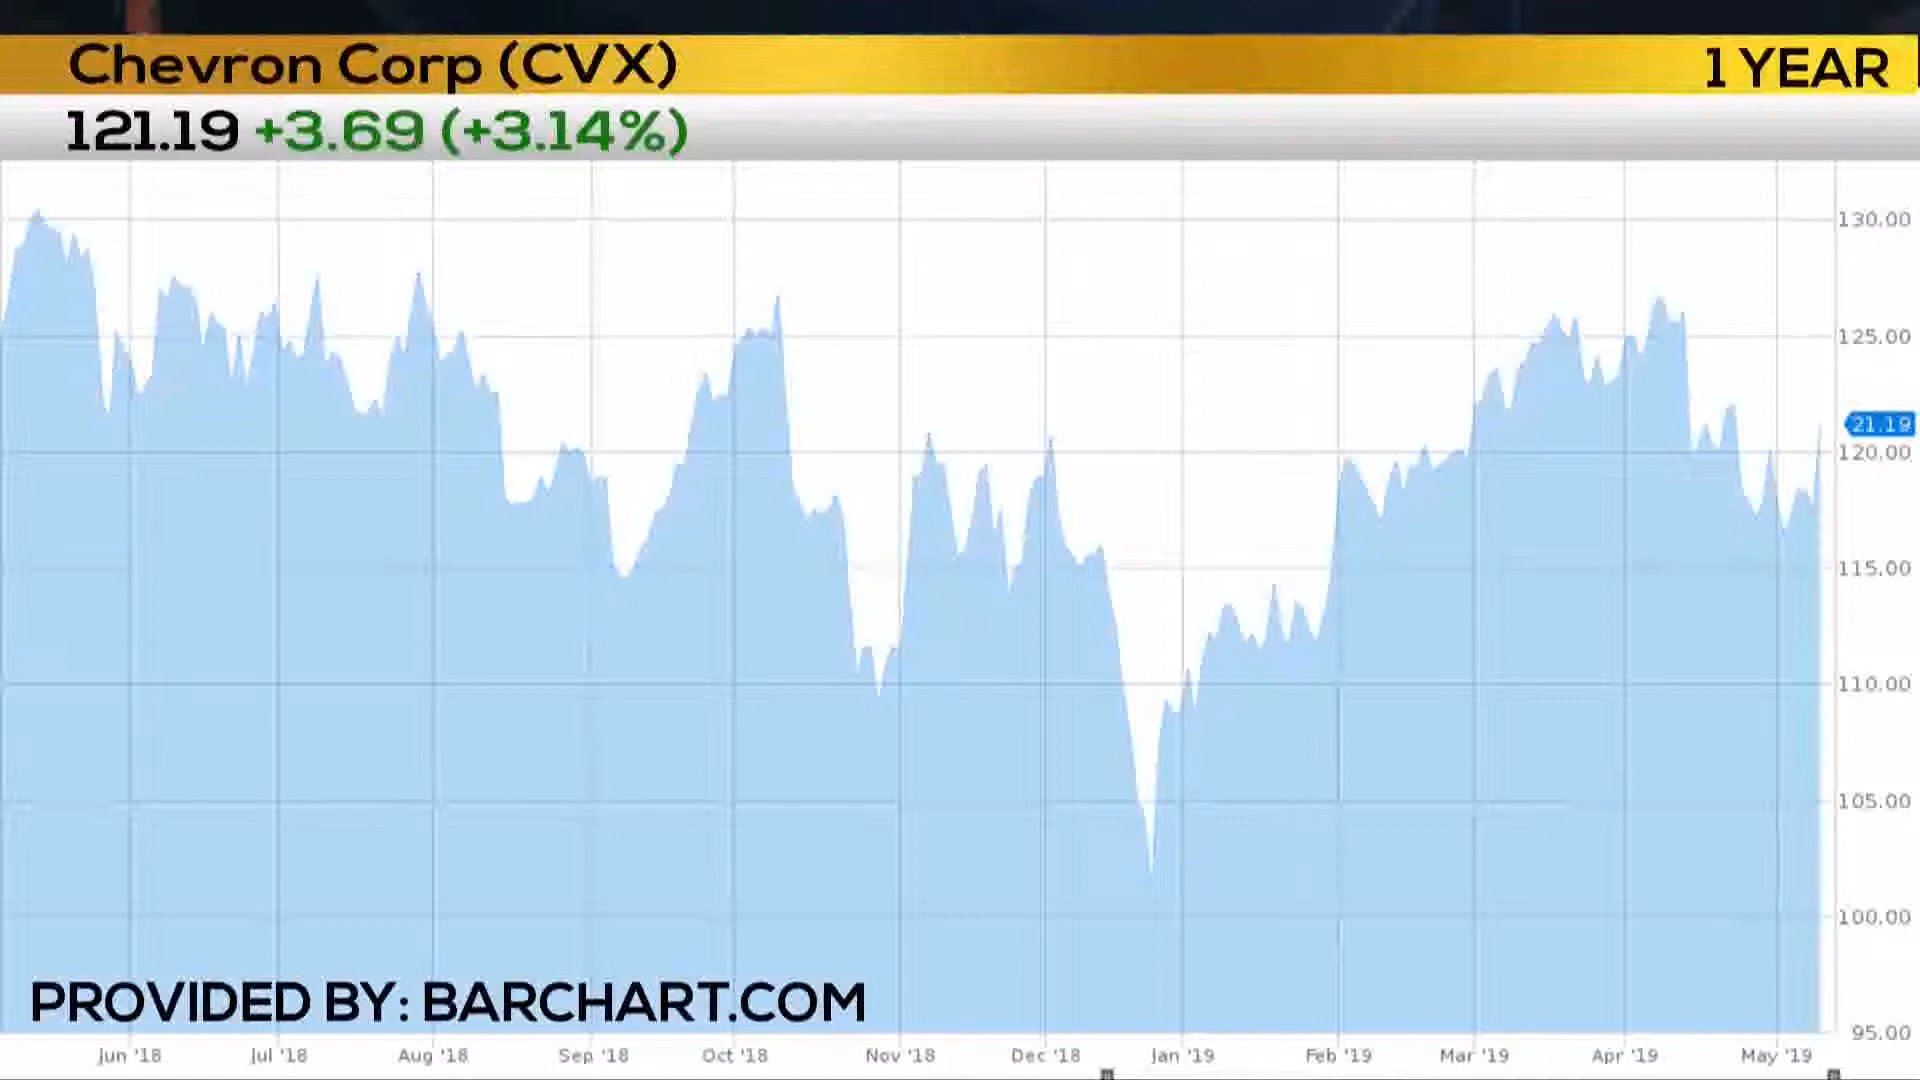 Chevron Corp (CVX)
1 YEAR
121.19 +3.69 (+3.14%)
130.00
125.00
21.19
120.00
115.00
110.00
105.00
100.00
95.00
PROVIDED BY: BARCHART.COM
Jun '18 Jul '18 Aug '18 Sep '18 Oct '18 Nov '18 Dec '18 Jan '19 Feb '19 Mar '19 Apr '19 May '19